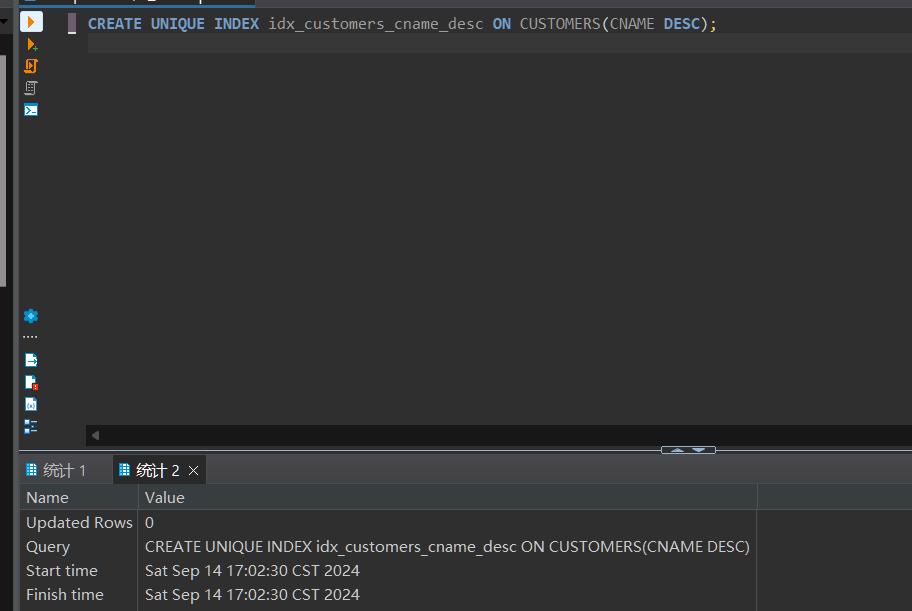 CREATE UNIQUE INDEX idx_customers_cname_desc ON CUSTOMERS(CNAME DESC);
统计 1 统计 2
Name Value
Updated Rows 0
Query CREATE UNIQUE INDEX idx_customers_cname_desc ON CUSTOMERS(CNAME DESC)
Start time Sat Sep 14 17:02:30 CST 2024
Finish time Sat Sep 14 17:02:30 CST 2024